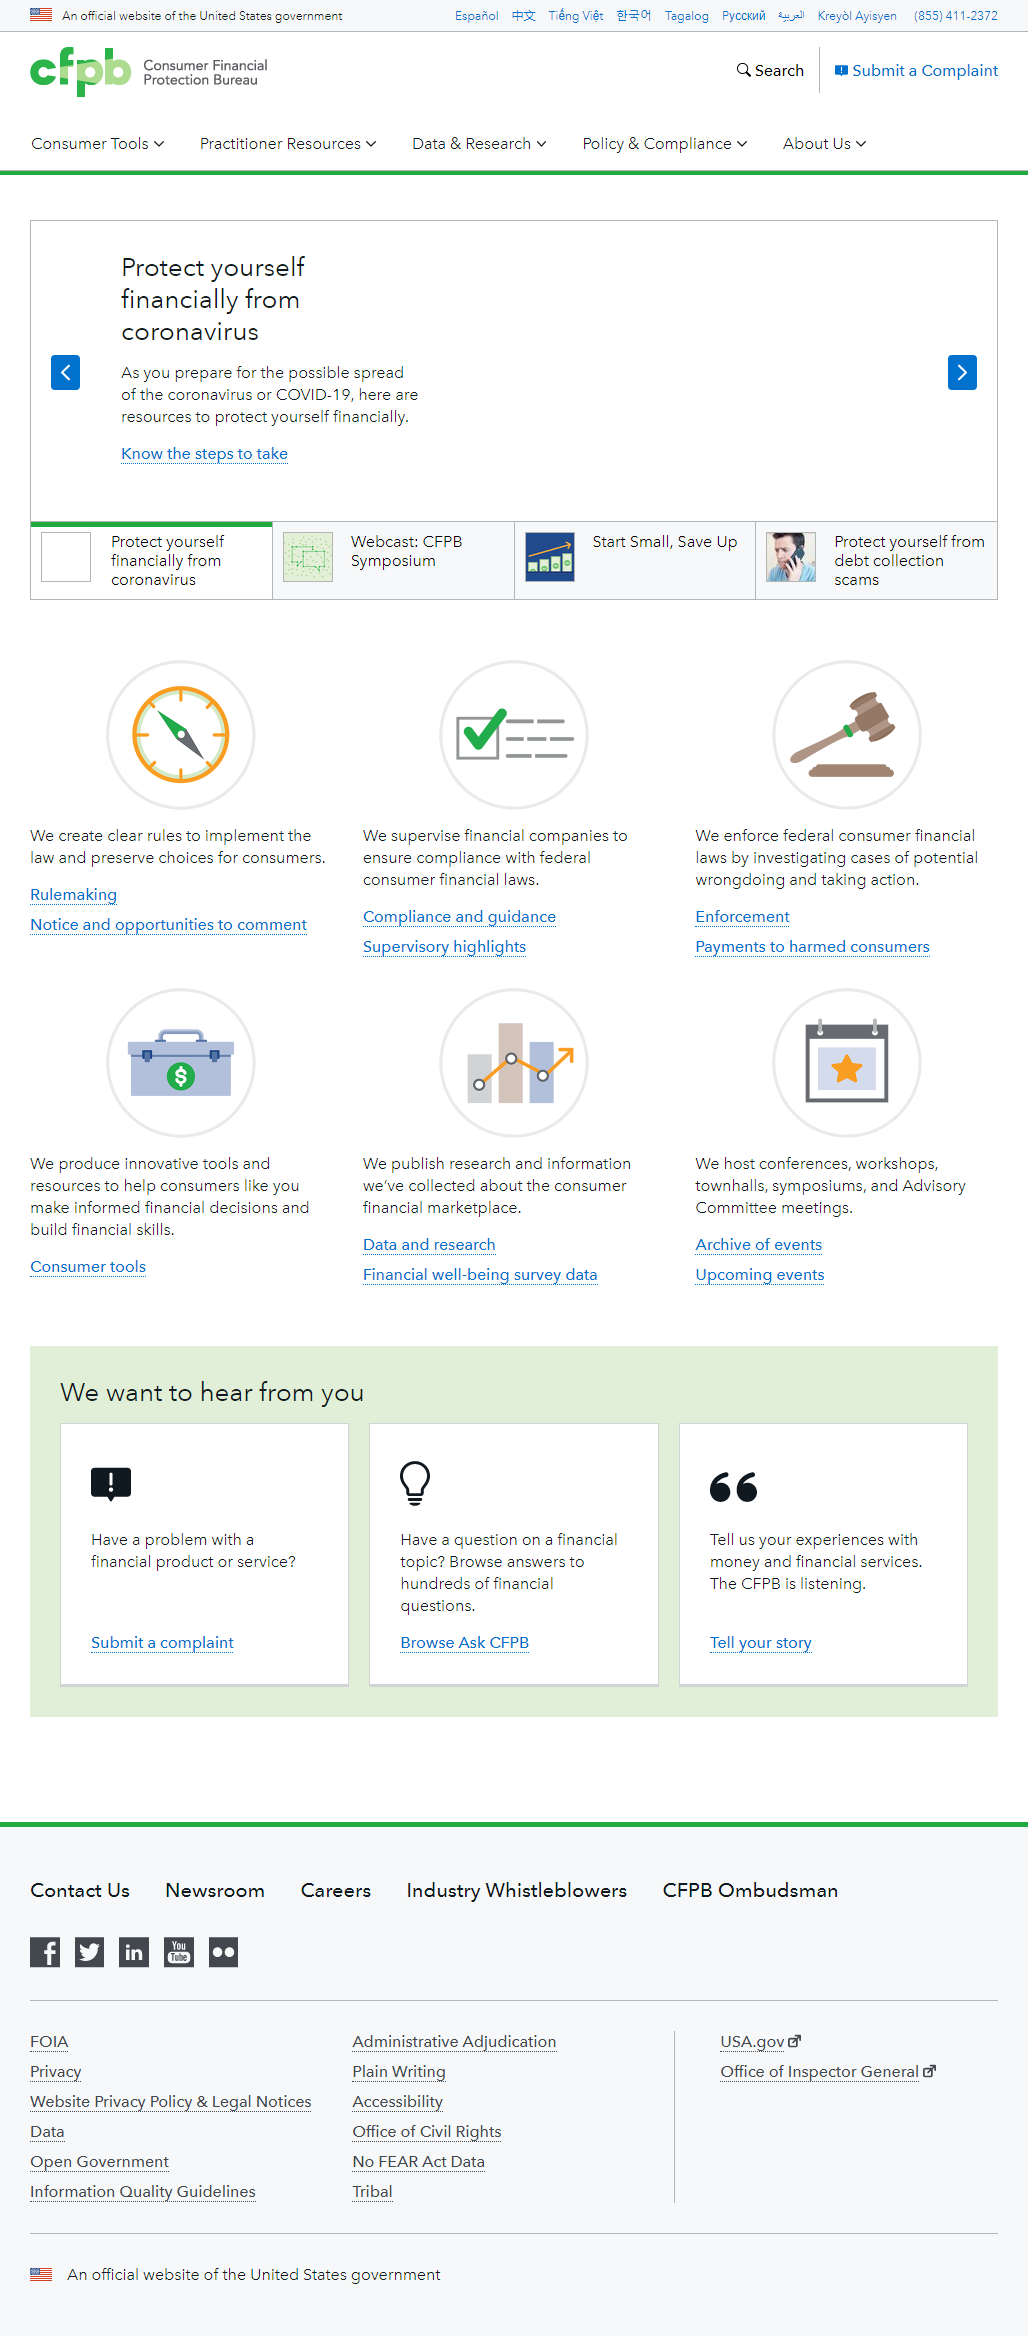 An official website of the United States government
Español 中文 Tiếng Việt 한국어 Tagalog Русский العربية Kreyòl Ayisyen (855) 411-2372
cfpb Consumer Financial
Protection Bureau
Search
Submit a Complaint
Consumer Tools Practitioner Resources Data & Research Policy & Compliance About Us
Protect yourself
financially from
coronavirus
As you prepare for the possible spread
of the coronavirus or COVID-19, here are
resources to protect yourself financially.
Know the steps to take
Protect yourself
financially from
coronavirus
Webcast: CFPB
Symposium
Start Small, Save Up
Protect yourself from
debt collection
scams
We create clear rules to implement the
law and preserve choices for consumers.
Rulemaking
Notice and opportunities to comment
We supervise financial companies to
ensure compliance with federal
consumer financial laws.
Compliance and guidance
Supervisory highlights
We enforce federal consumer financial
laws by investigating cases of potential
wrongdoing and taking action.
Enforcement
Payments to harmed consumers
$
We produce innovative tools and
resources to help consumers like you
make informed financial decisions and
build financial skills.
Consumer tools
We publish research and information
we've collected about the consumer
financial marketplace.
Data and research
Financial well-being survey data
We host conferences, workshops,
townhalls, symposiums, and Advisory
Committee meetings.
Archive of events
Upcoming events
We want to hear from you
Have a problem with a
financial product or service?
Submit a complaint
Have a question on a financial
topic? Browse answers to
hundreds of financial
questions.
Browse Ask CFPB
Tell us your experiences with
money and financial services.
The CFPB is listening.
Tell your story
Contact Us Newsroom Careers Industry Whistleblowers CFPB Ombudsman
f in You Tube
FOIA
Privacy
Website Privacy Policy & Legal Notices
Data
Open Government
Information Quality Guidelines
Administrative Adjudication
Plain Writing
Accessibility
Office of Civil Rights
No FEAR Act Data
Tribal
USA.gov
Office of Inspector General
An official website of the United States government